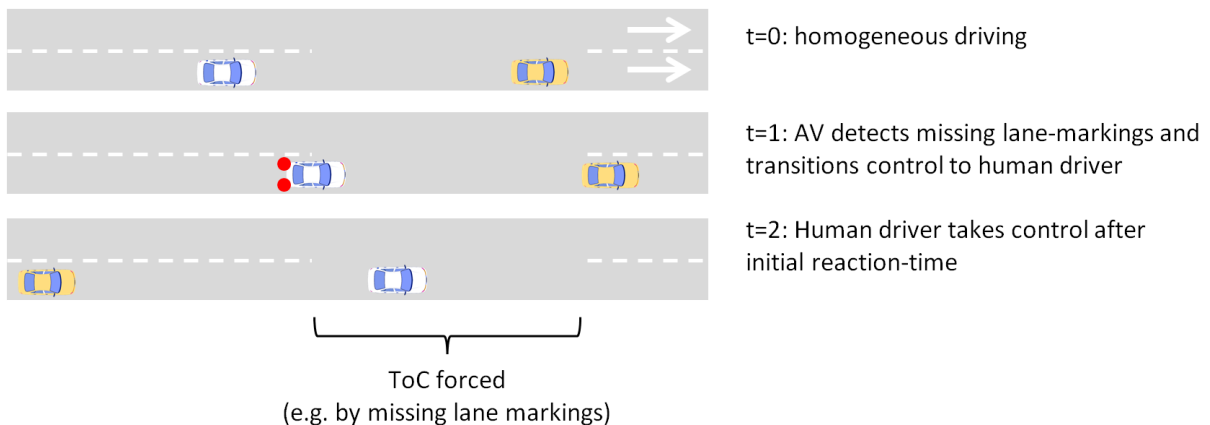 t=0: homogeneous driving
t=1: AV detects missing lane-markings and
transitions control to human driver
t=2: Human driver takes control after
initial reaction-time
ToC forced
(e.g. by missing lane markings)